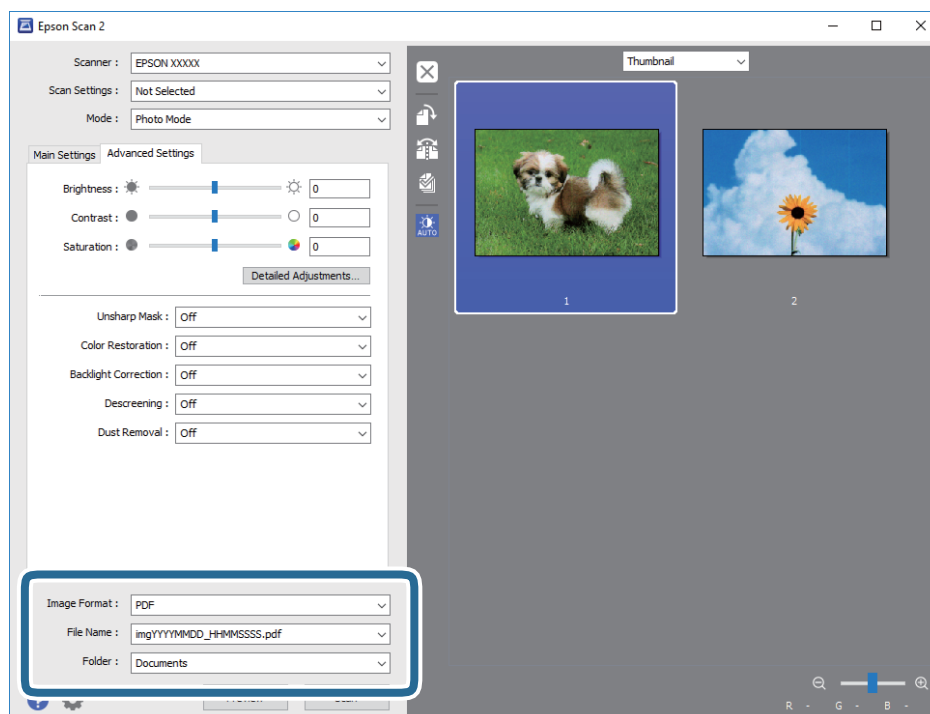 Epson Scan 2
Scanner : EPSON XXXXX
Scan Settings : Not Selected
Mode : Photo Mode
Main Settings Advanced Settings
Brightness : 0
Contrast : 0
Saturation : 0
Detailed Adjustments...
Unsharp Mask : Off
Color Restoration : Off
Backlight Correction : Off
Descreening : Off
Dust Removal : Off
Image Format : PDF
File Name : imgYYYYMMDD_HHMMSSSS.pdf
Folder : Documents
Thumbnail
AUTO
1 2
R - G - B -